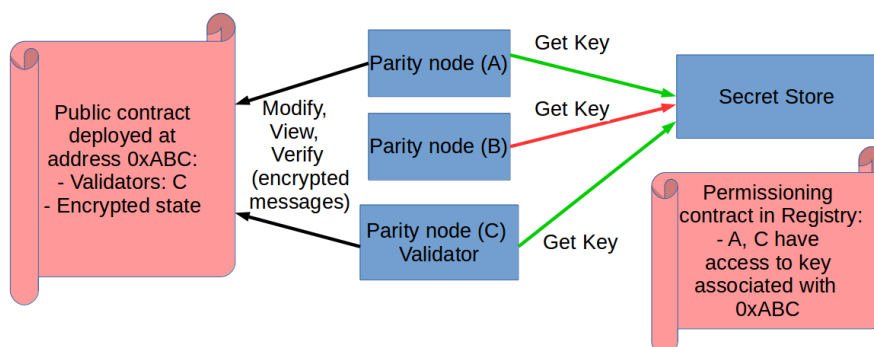 Public contract
deployed at
address 0xABC:
- Validators: C
- Encrypted state
Modify,
View,
Verify
(encrypted
messages)
Parity node (A)
Parity node (B)
Parity node (C)
Validator
Get Key
Get Key
Get Key
Secret Store
Permissioning
contract in Registry:
- A, C have
access to key
associated with
0xABC